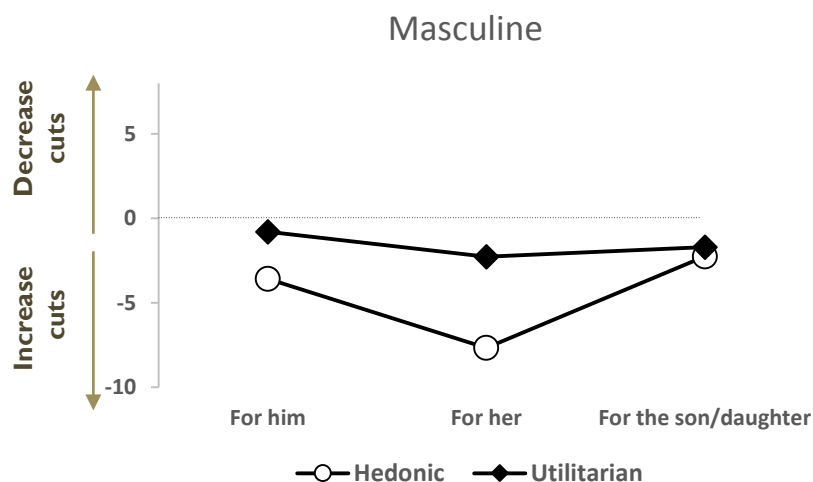 Masculine
Decrease
cuts
Increase
cuts
5
0
-5
-10
For him
For her
For the son/daughter
Hedonic
Utilitarian